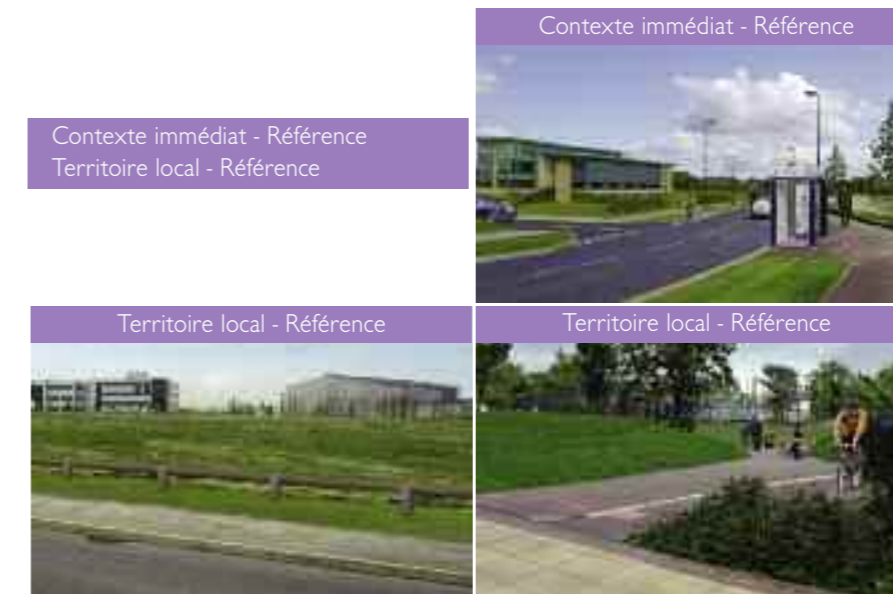 Contexte immédiat - Référence
Contexte immédiat - Référence
Territoire local - Référence
Territoire local - Référence
Territoire local - Référence